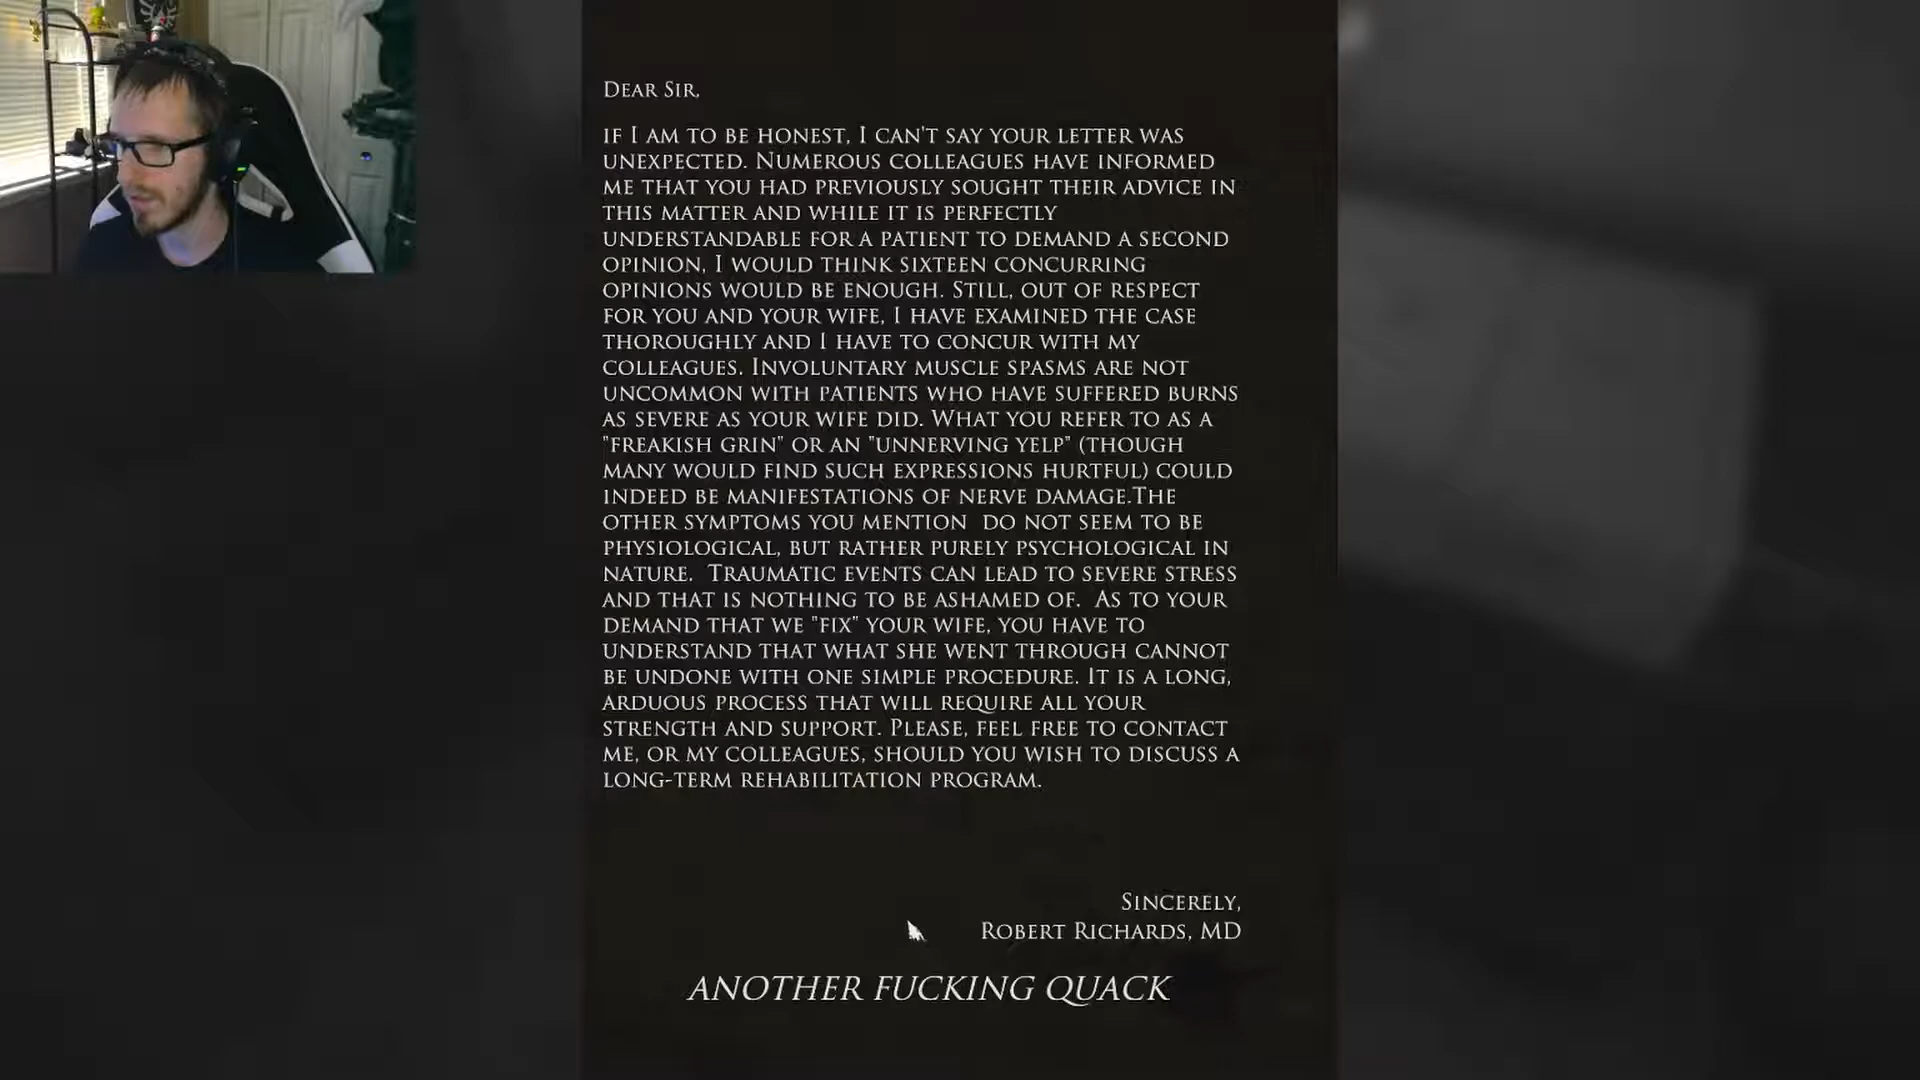 Dear Sir,
if I am to be honest, I can't say your letter was
unexpected. Numerous colleagues have informed
me that you had previously sought their advice in
this matter and while it is perfectly
understandable for a patient to demand a second
opinion, I would think sixteen concurring
opinions would be enough. Still, out of respect
for you and your wife, I have examined the case
thoroughly and I have to concur with my
colleagues. Involuntary muscle spasms are not
uncommon with patients who have suffered burns
as severe as your wife did. What you refer to as a
"freakish grin" or an "unnerving yelp" (though
many would find such expressions hurtful) could
indeed be manifestations of nerve damage.The
other symptoms you mention  do not seem to be
physiological, but rather purely psychological in
nature.  Traumatic events can lead to severe stress
and that is nothing to be ashamed of.  As to your
demand that we "fix" your wife, you have to
understand that what she went through cannot
be undone with one simple procedure. It is a long,
arduous process that will require all your
strength and support. Please, feel free to contact
me, or my colleagues, should you wish to discuss a
long-term rehabilitation program.
Sincerely,
Robert Richards, MD
ANOTHER FUCKING QUACK